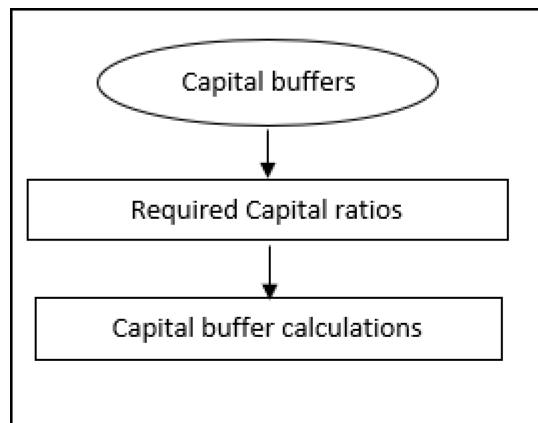 Capital buffers
Required Capital ratios
Capital buffer calculations